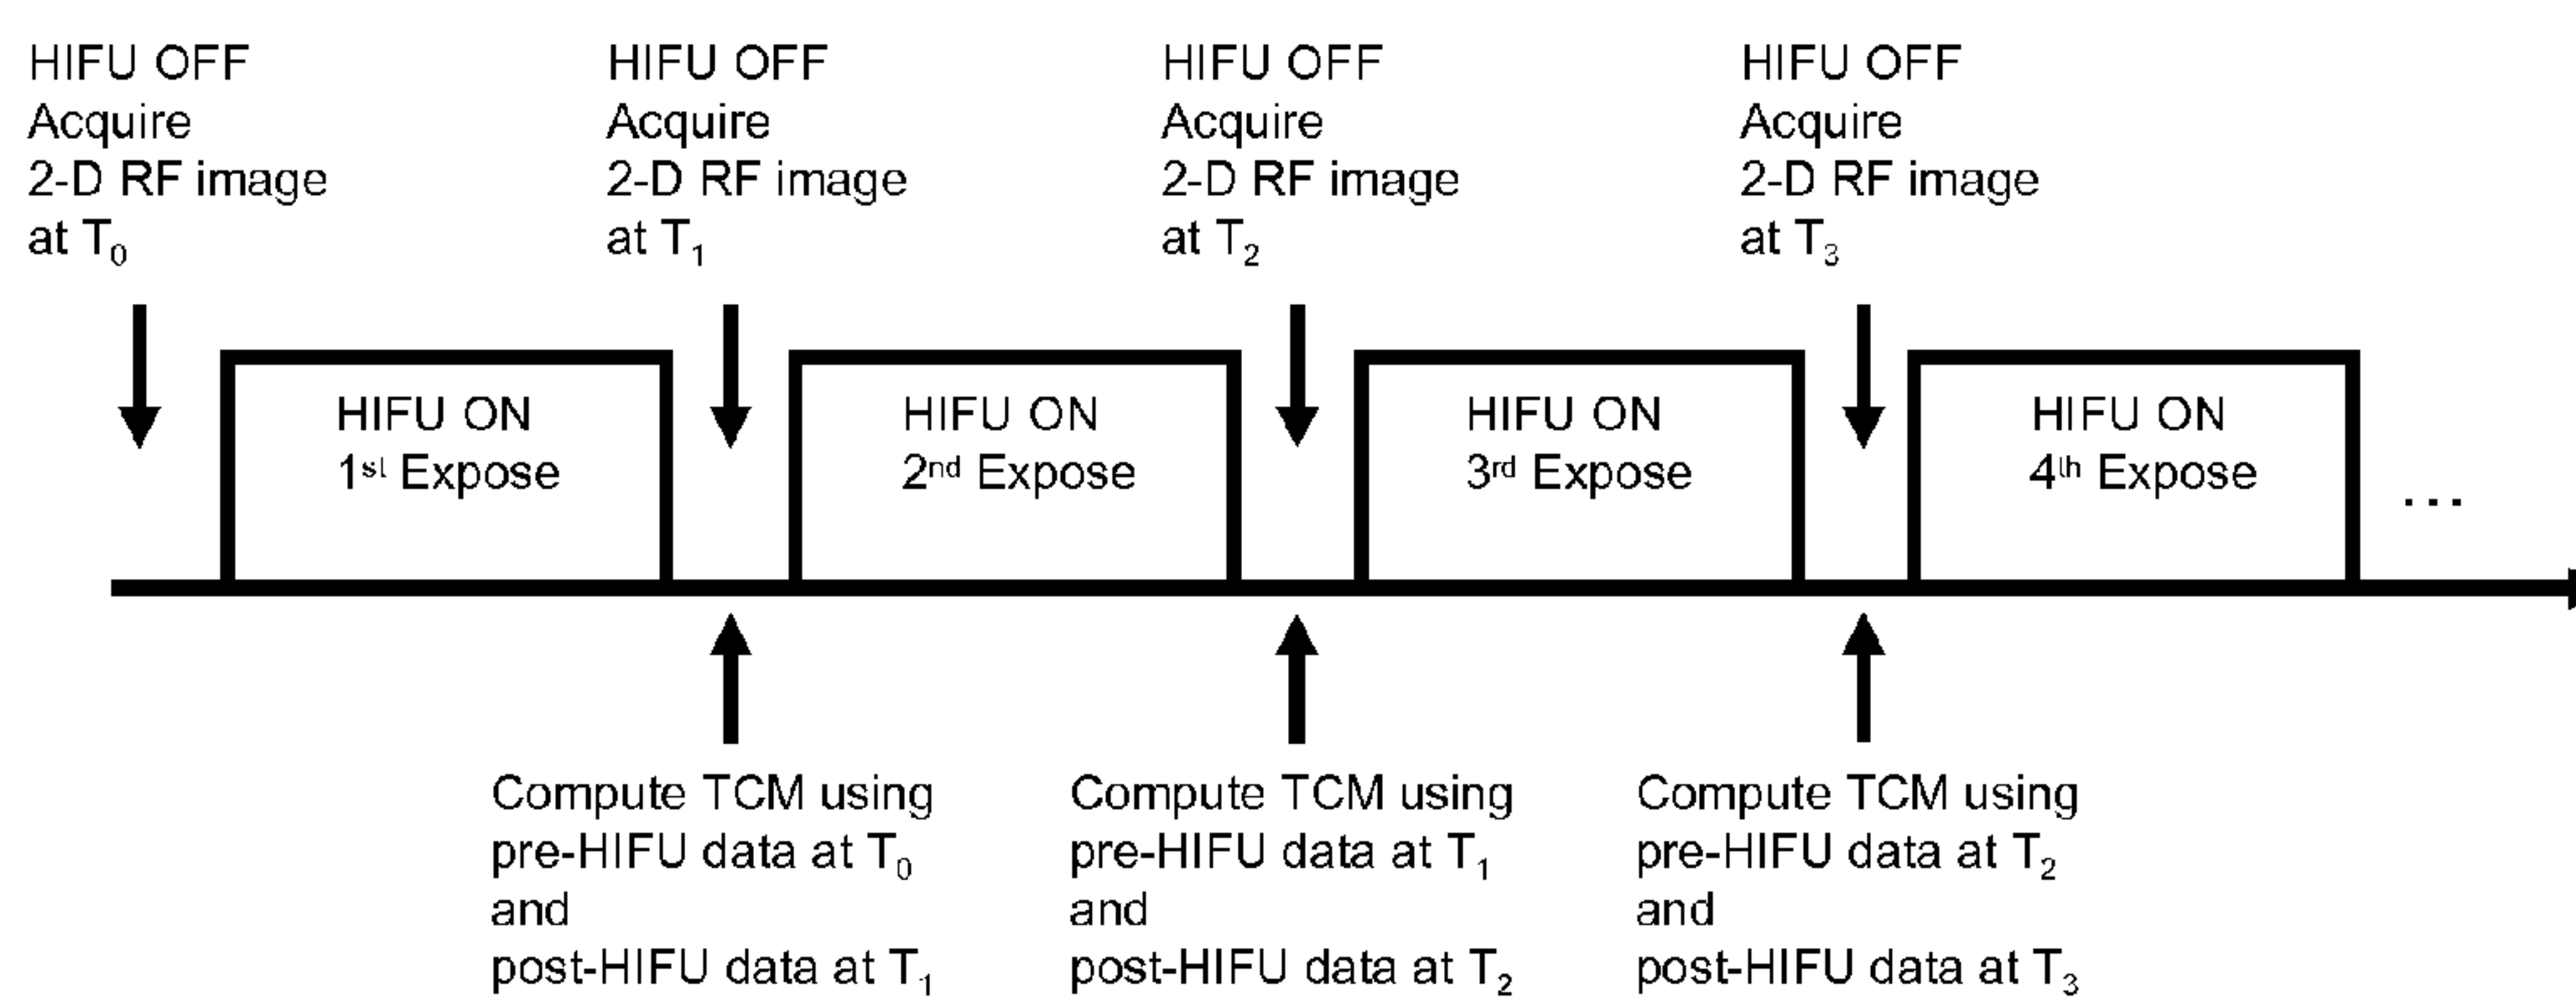 HIFU OFF
Acquire
2-D RF image
at T₀
HIFU OFF
Acquire
2-D RF image
at T₁
HIFU OFF
Acquire
2-D RF image
at T₂
HIFU OFF
Acquire
2-D RF image
at T₃
HIFU ON
1st Expose
HIFU ON
2nd Expose
HIFU ON
3rd Expose
HIFU ON
4th Expose
...
Compute TCM using
pre-HIFU data at T₀
and
post-HIFU data at T₁
Compute TCM using
pre-HIFU data at T₁
and
post-HIFU data at T₂
Compute TCM using
pre-HIFU data at T₂
and
post-HIFU data at T₃